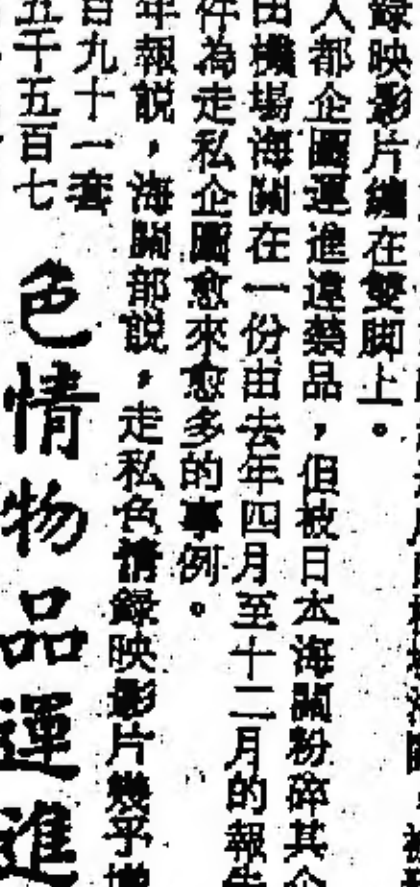 錄映影片纏在雙脚上。
人都企圖運進違禁品，但被日本海關粉碎其企
田機場海關在一份由去年四月至十二月的報告
件為走私企圖愈來愈多的事例。
年報說，海關部說，走私色情錄映影片幾乎增
百九十一套
五千五百七
色情物品運進